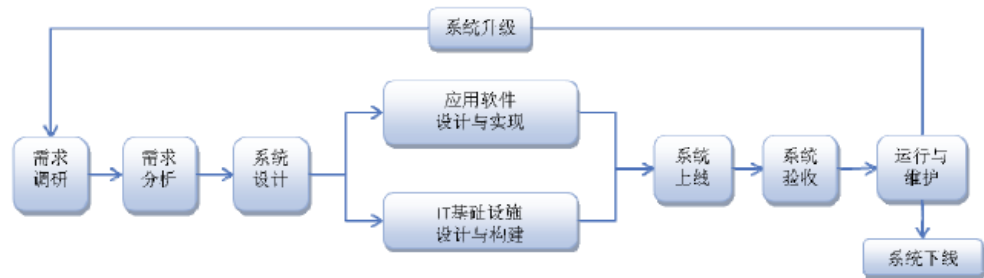 系统升级
应用软件
设计与实现
需求
调研
需求
分析
系统
设计
IT基础设施
设计与构建
系统
上线
系统
验收
运行与
维护
系统下线